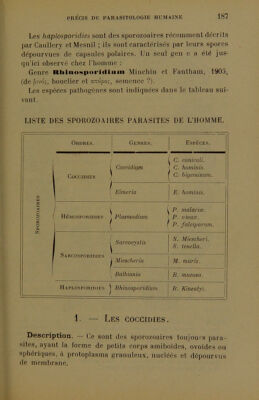 PRÉCIS DE PARASITOLOGIE HUMAINE 187
Les haplosporidies sont des sporozoaires récemment décrits
par Caullery et Mesnil ; ils sont caractérisés par leurs spores
dépourvues de capsules polaires. Un seul gen e a été jus-
qu'ici observé chez l'homme :
Genre Rhinosporidium Minchin et Fantham, 1905,
bouclier et semence ?).
Les espèces pathogènes sont indiquées dans le tableau sui-
vant.
LISTE DES SPOROZOAIRES PARASITES DE L'HOMME.
ORDRES. GENRES. ESPÈCES.
SPOROZOAIRES
COCCIDIES
Coccidium
C. cuniculi.
C. hominis.
C. bigeminum.
Eimeria E. hominis.
HÉMOSPORIDIES Plasmodium
P. malariæ.
P. vivax.
P. falciparum.
SARCOSPORIDIES
Sarcocystis
S. Miescheri.
S. tenella.
Miescheria M. muris.
Balbiania B. mucosa.
HAPLOSPORIDIES Rhinosporidium R. Kinealyi.
1. — LES COCCIDIES.
Description. — Ce sont des sporozoaires toujours para-
sites, ayant la forme de petits corps amiboïdes, ovoïdes ou
sphériques, à protoplasma granuleux, nucléés et dépourvus
de membrane.